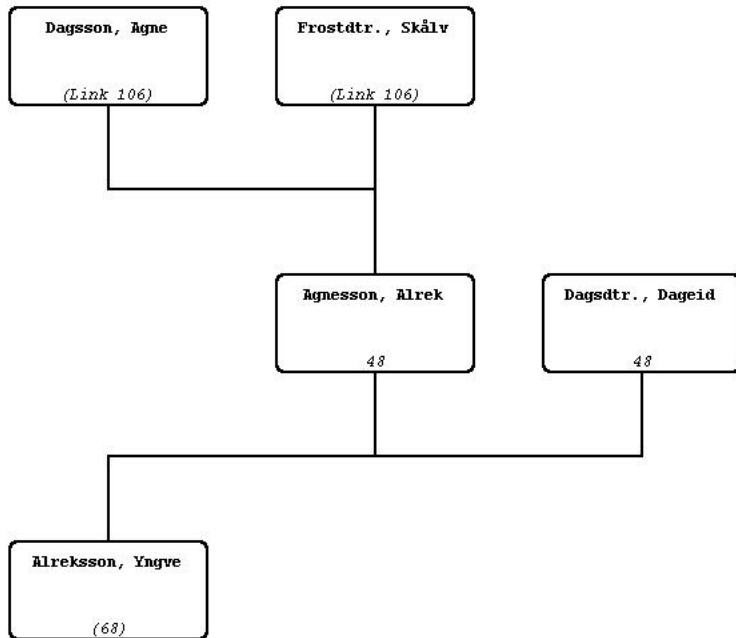 Dagsson, Agne
(Link 106)
Frostdtr., Skålv
(Link 106)
Agnesson, Alrek
48
Dagsdtr., Dageid
48
Alreksson, Yngve
(68)